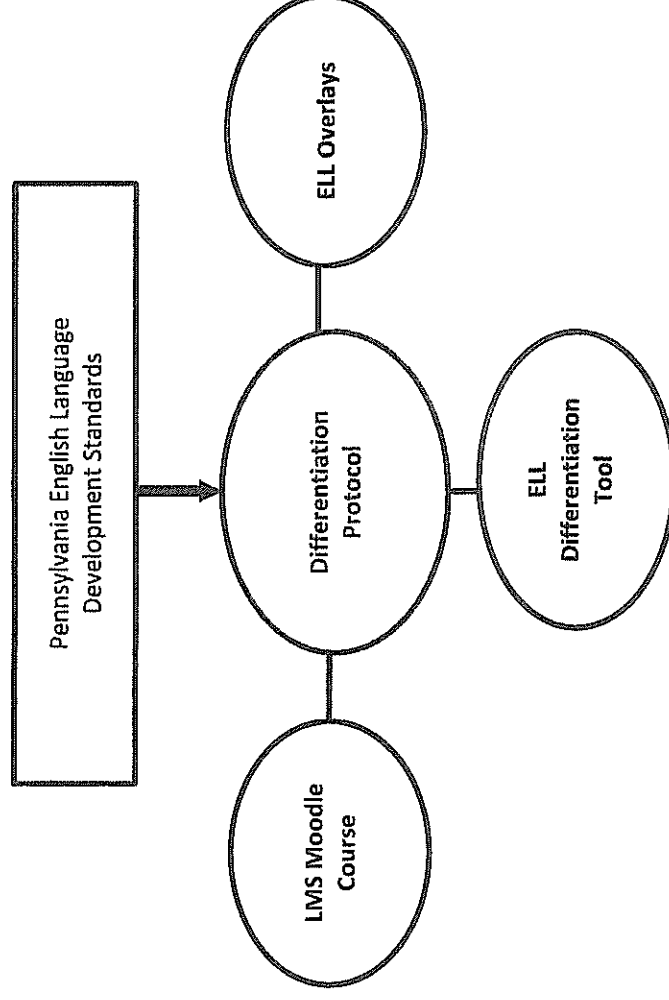 Pennsylvania English Language
Development Standards
LMS Moodle
Course
Differentiation
Protocol
ELL Overlays
ELL
Differentiation
Tool